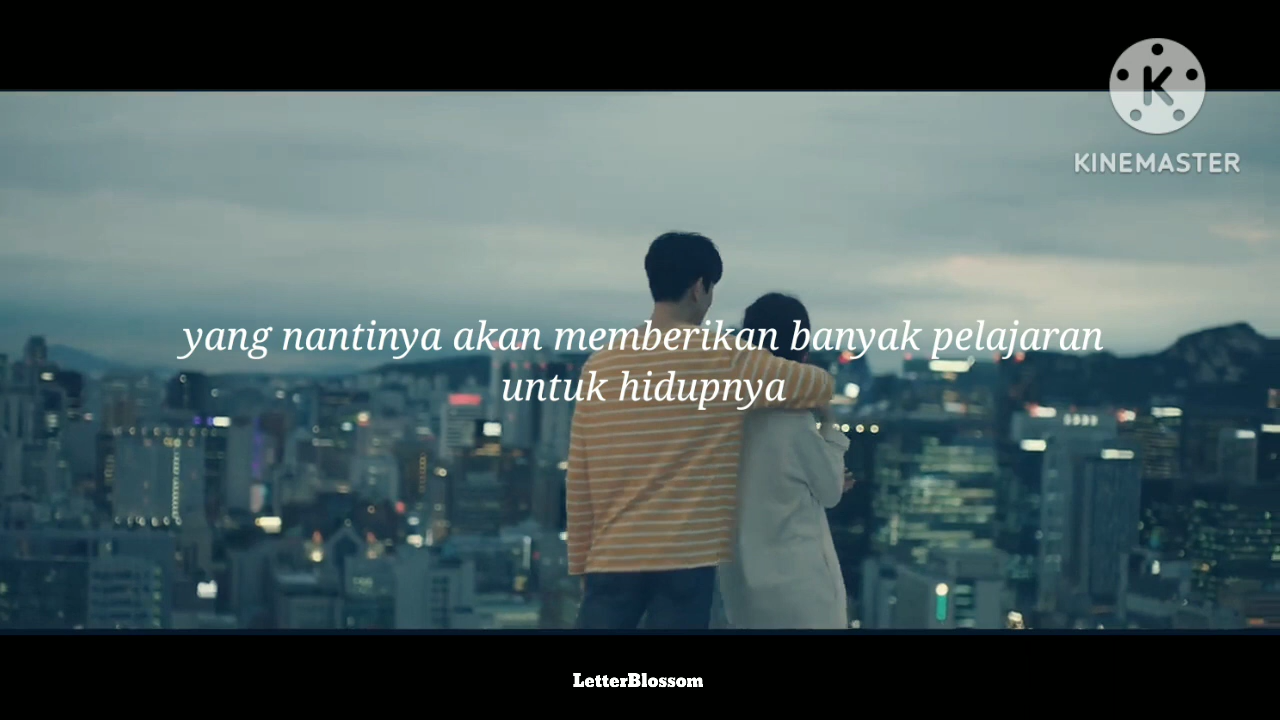 KINEMASTER
yang nantinya akan memberikan banyak pelajaran
untuk hidupnya
LetterBlossom